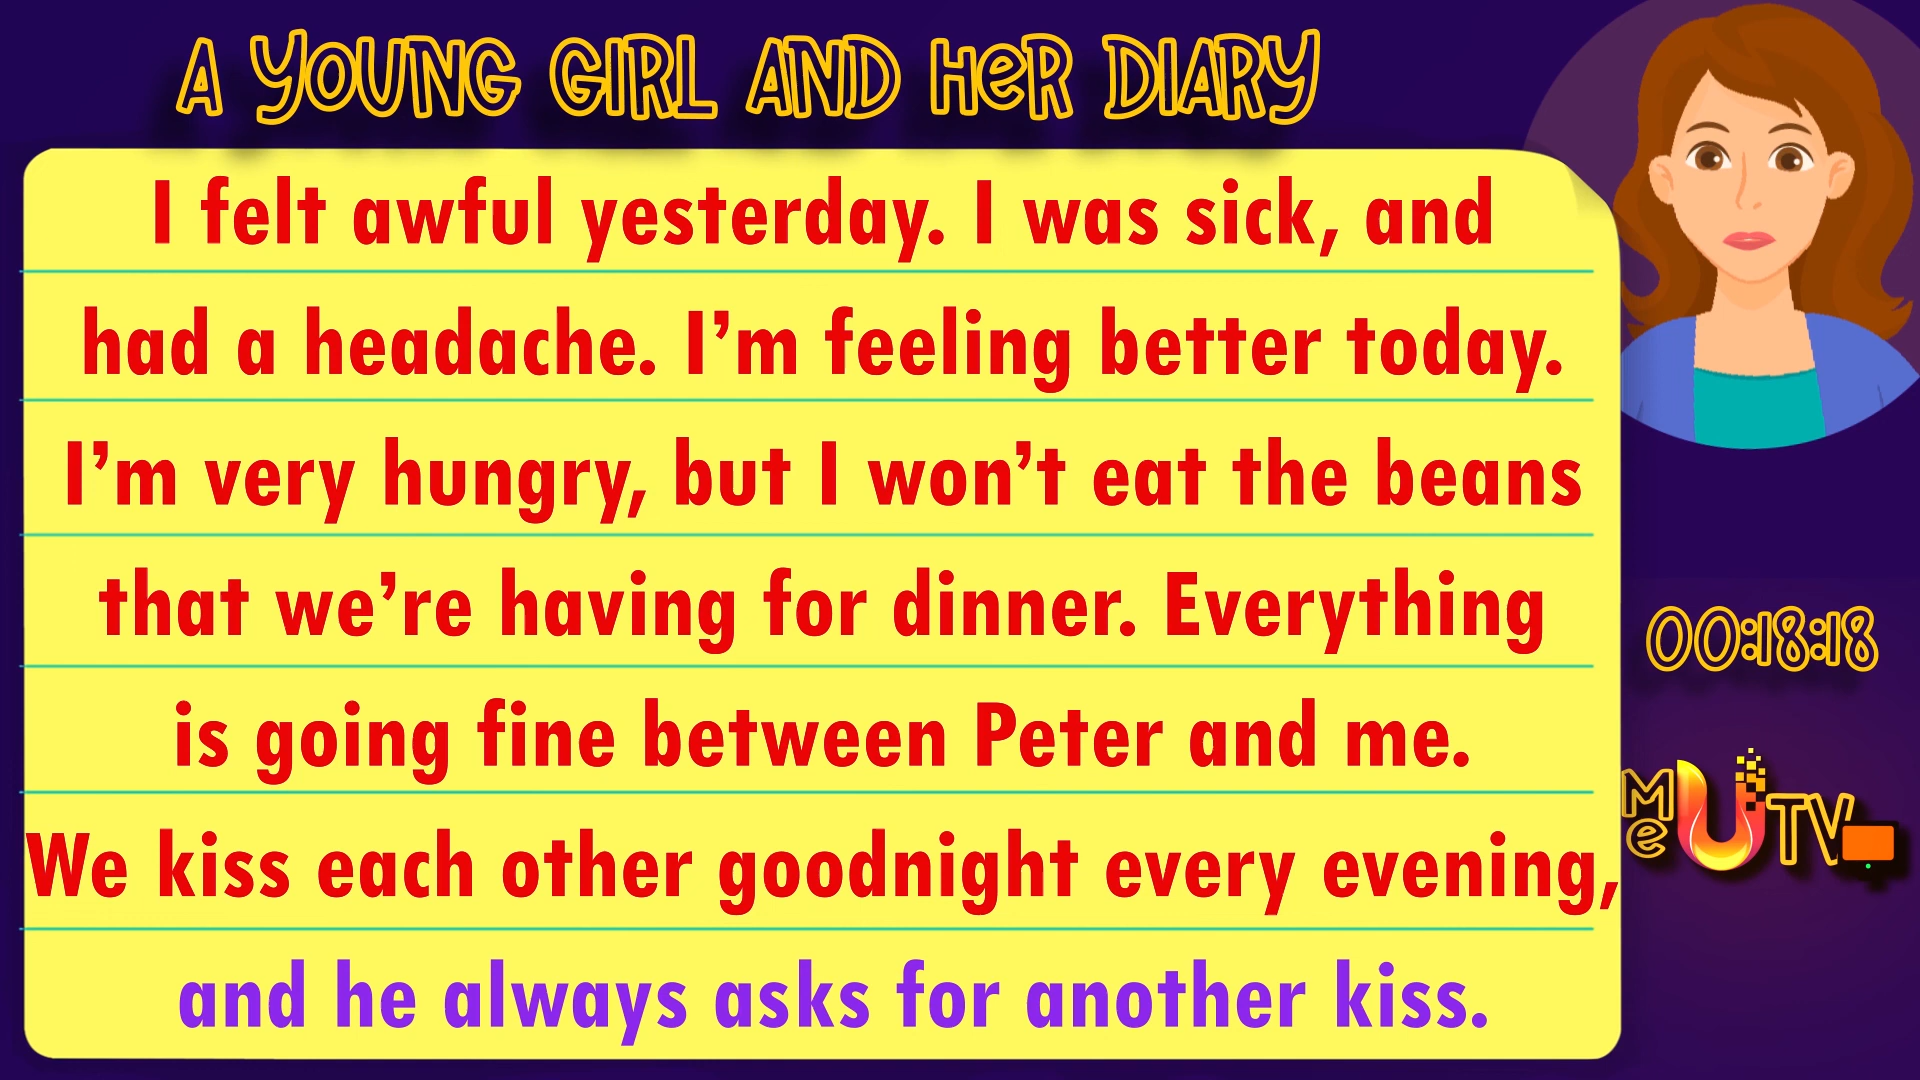 A YOUNG GIRL AND HeR DIARY
I felt awful yesterday. I was sick, and
had a headache. I’m feeling better today.
I’m very hungry, but I won’t eat the beans
that we’re having for dinner. Everything
is going fine between Peter and me.
We kiss each other goodnight every evening,
and he always asks for another kiss.
00:18:18
Me U TV